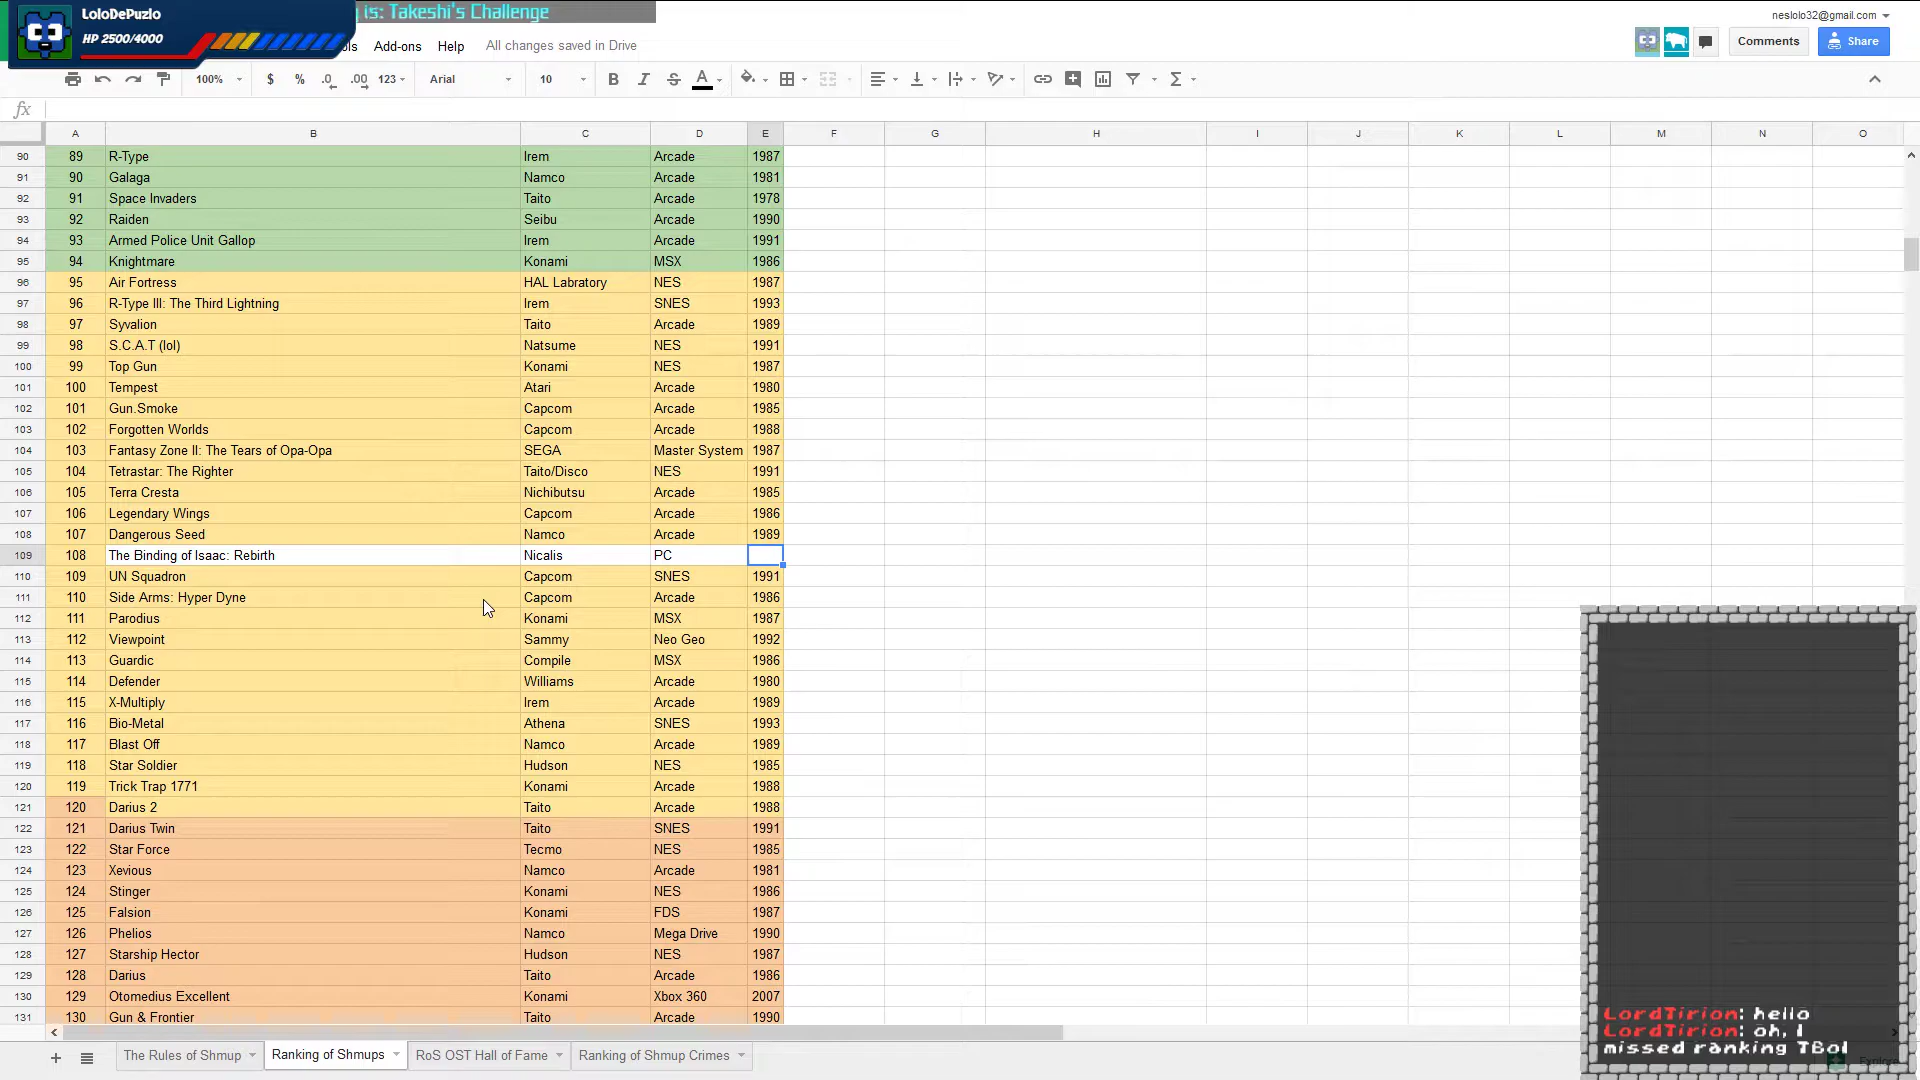 LoloDePuzlo
HP 2500/4000
is: Takeshi's Challenge
Add-ons Help All changes saved in Drive
neslolo32@gmail.com
Comments Share
100% $ % .0 .00 123 Arial 10 B I S A
fx
A B C D E F G H I J K L M N O
90 89 R-Type Irem Arcade 1987
91 90 Galaga Namco Arcade 1981
92 91 Space Invaders Taito Arcade 1978
93 92 Raiden Seibu Arcade 1990
94 93 Armed Police Unit Gallop Irem Arcade 1991
95 94 Knightmare Konami MSX 1986
96 95 Air Fortress HAL Labratory NES 1987
97 96 R-Type III: The Third Lightning Irem SNES 1993
98 97 Syvalion Taito Arcade 1989
99 98 S.C.A.T (lol) Natsume NES 1991
100 99 Top Gun Konami NES 1987
101 100 Tempest Atari Arcade 1980
102 101 Gun.Smoke Capcom Arcade 1985
103 102 Forgotten Worlds Capcom Arcade 1988
104 103 Fantasy Zone II: The Tears of Opa-Opa SEGA Master System 1987
105 104 Tetrastar: The Righter Taito/Disco NES 1991
106 105 Terra Cresta Nichibutsu Arcade 1985
107 106 Legendary Wings Capcom Arcade 1986
108 107 Dangerous Seed Namco Arcade 1989
109 108 The Binding of Isaac: Rebirth Nicalis PC
110 109 UN Squadron Capcom SNES 1991
111 110 Side Arms: Hyper Dyne Capcom Arcade 1986
112 111 Parodius Konami MSX 1987
113 112 Viewpoint Sammy Neo Geo 1992
114 113 Guardic Compile MSX 1986
115 114 Defender Williams Arcade 1980
116 115 X-Multiply Irem Arcade 1989
117 116 Bio-Metal Athena SNES 1993
118 117 Blast Off Namco Arcade 1989
119 118 Star Soldier Hudson NES 1985
120 119 Trick Trap 1771 Konami Arcade 1988
121 120 Darius 2 Taito Arcade 1988
122 121 Darius Twin Taito SNES 1991
123 122 Star Force Tecmo NES 1985
124 123 Xevious Namco Arcade 1981
125 124 Stinger Konami NES 1986
126 125 Falsion Konami FDS 1987
127 126 Phelios Namco Mega Drive 1990
128 127 Starship Hector Hudson NES 1987
129 128 Darius Taito Arcade 1986
130 129 Otomedius Excellent Konami Xbox 360 2007
131 130 Gun & Frontier Taito Arcade 1990
LordTirion: hello
LordTirion: oh, I
missed ranking TBoI
The Rules of Shmup Ranking of Shmups RoS OST Hall of Fame Ranking of Shmup Crimes
Explore